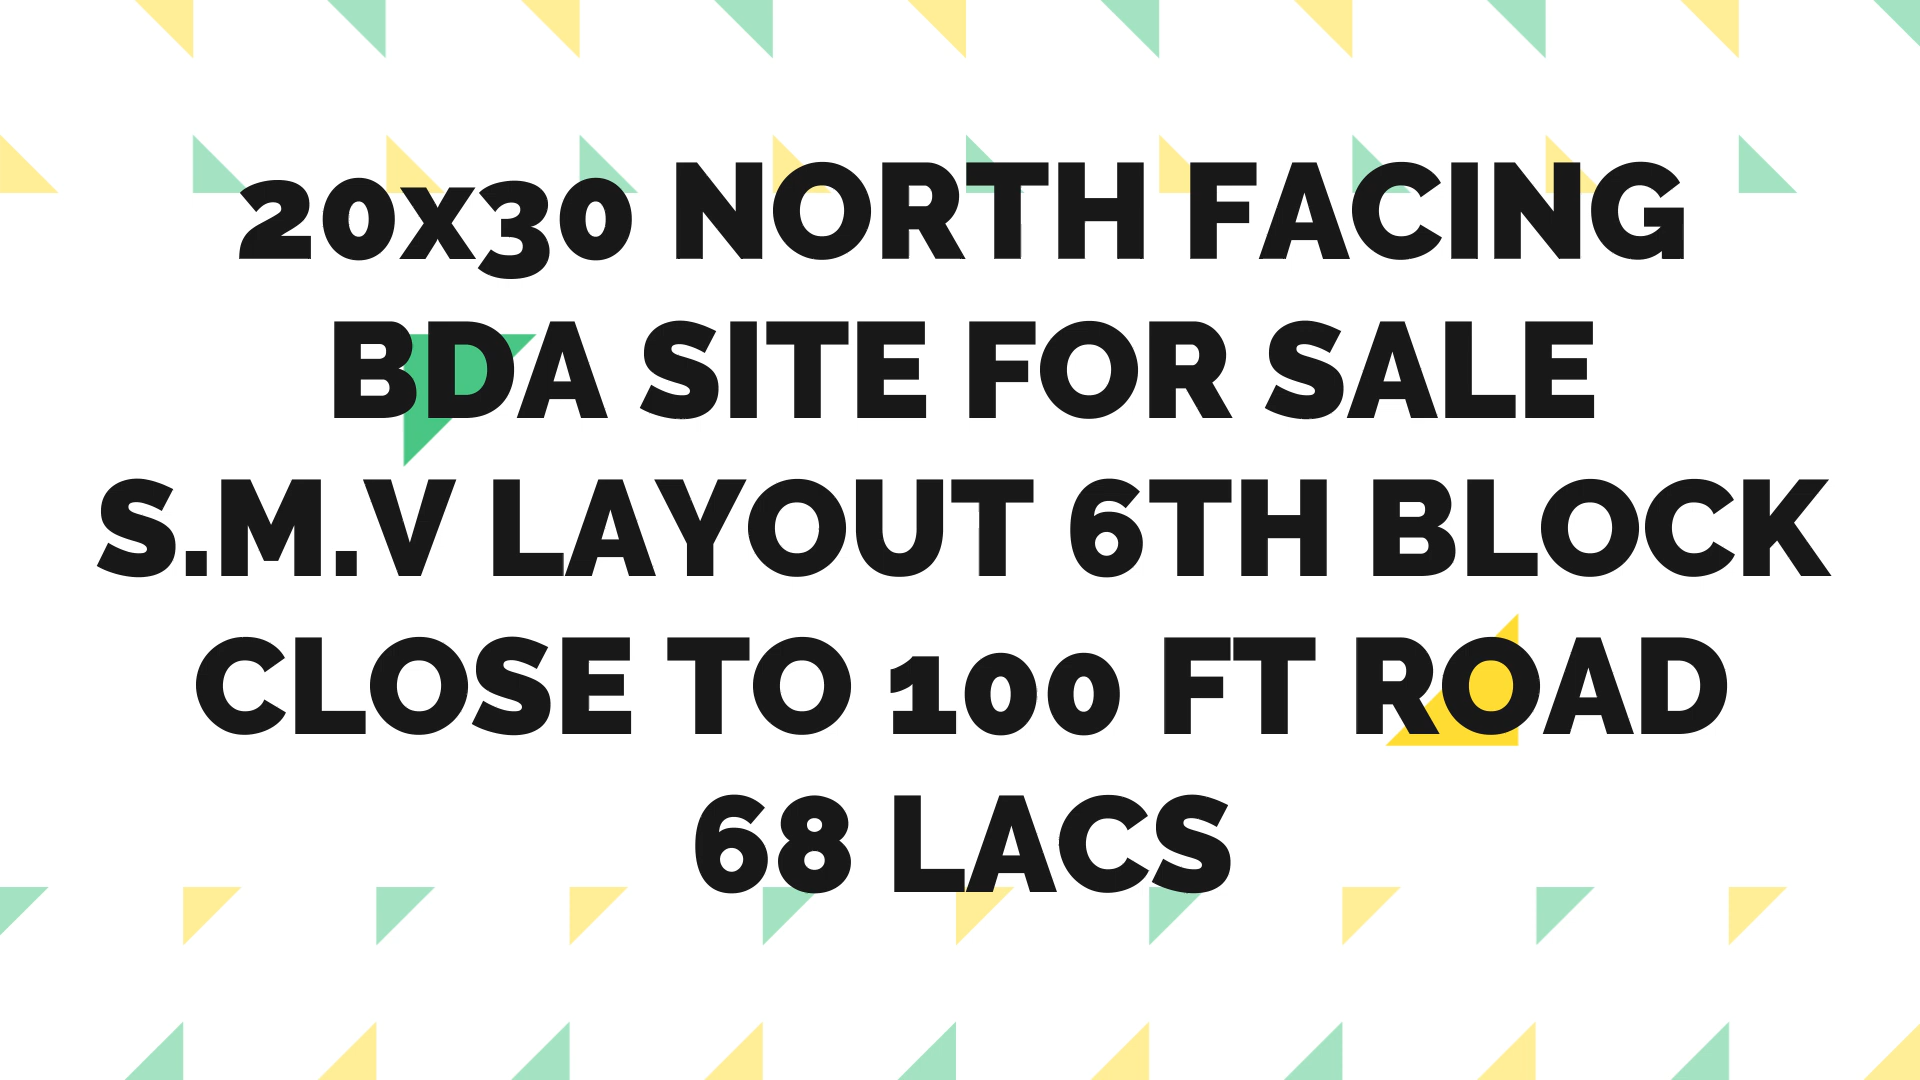 20x30 NORTH FACING
BDA SITE FOR SALE
S.M.V LAYOUT 6TH BLOCK
CLOSE TO 100 FT ROAD
68 LACS